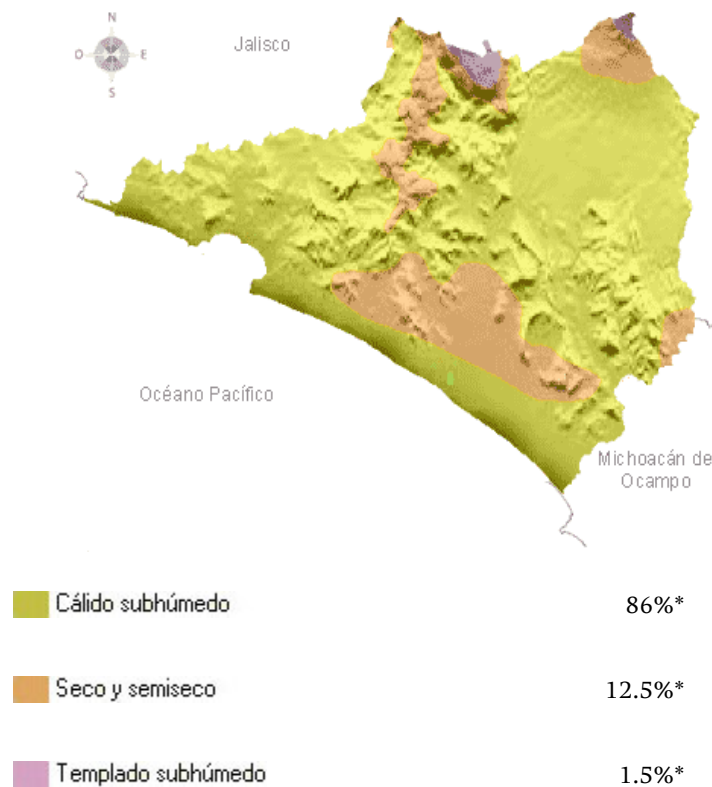 N
Jalisco
O E
S
Océano Pacífico
Michoacán de
Ocampo
Cálido subhúmedo 86%*
Seco y semiseco 12.5%*
Templado subhúmedo 1.5%*